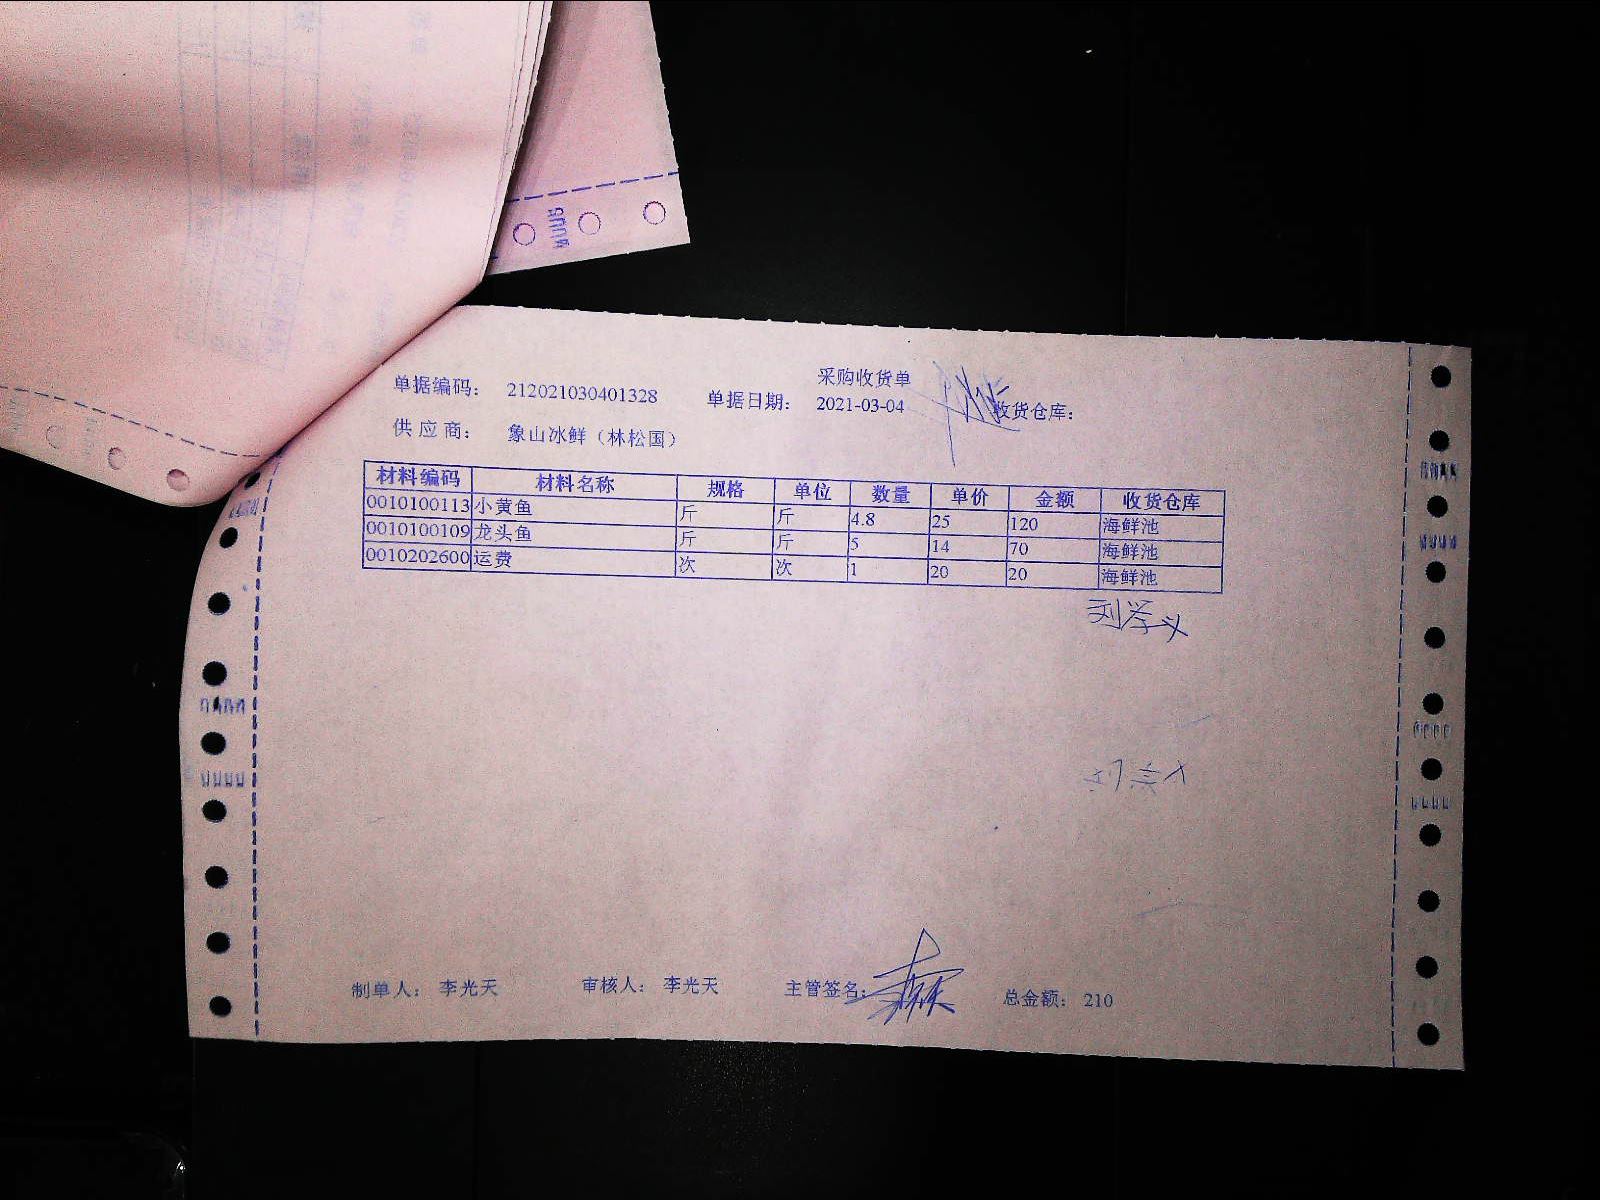 采购收货单
单据编码： 212021030401328 单据日期： 2021-03-04 收货仓库：
供应商： 象山冰鲜（林松国）
材料编码 材料名称 规格 单位 数量 单价 金额 收货仓库
0010100113 小黄鱼 斤 斤 4.8 25 120 海鲜池
0010100109 龙头鱼 斤 斤 5 14 70 海鲜池
0010202600 运费 次 次 1 20 20 海鲜池
制单人： 李光天 审核人： 李光天 主管签名： 总金额： 210